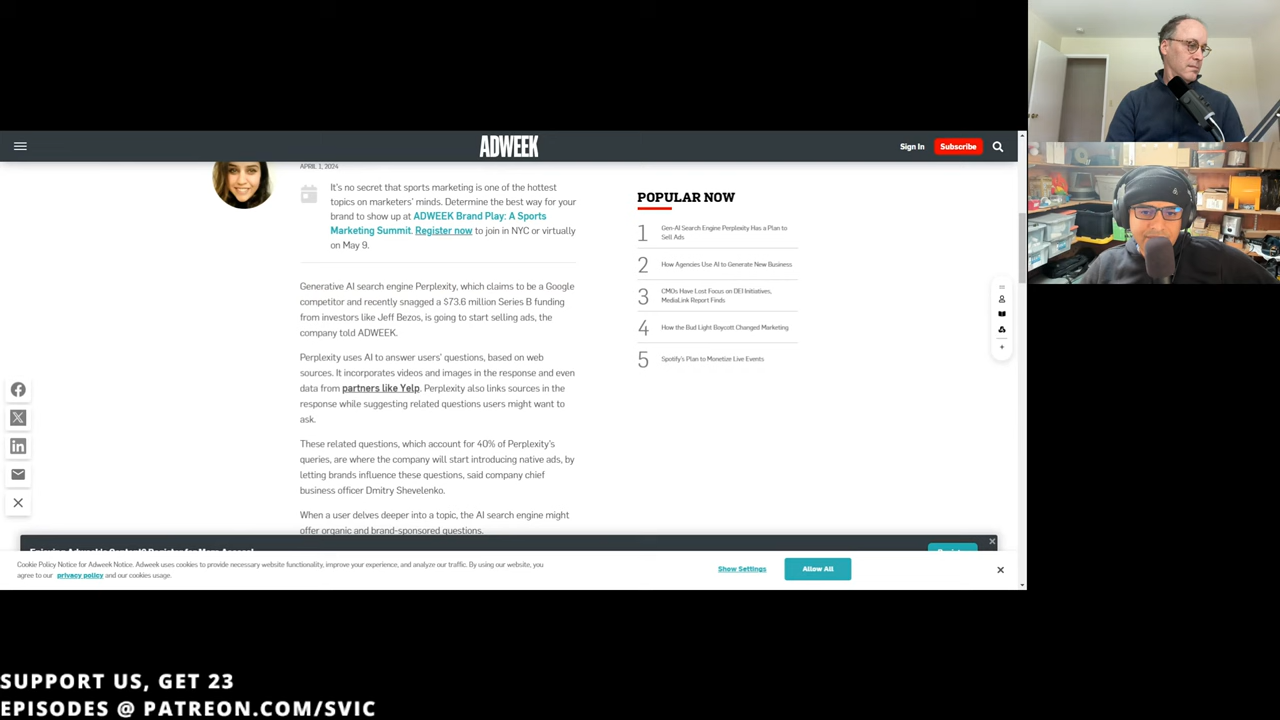 ADWEEK
Sign In
Subscribe
APRIL 1, 2024
It's no secret that sports marketing is one of the hottest
topics on marketers' minds. Determine the best way for your
brand to show up at ADWEEK Brand Play: A Sports
Marketing Summit. Register now to join in NYC or virtually
on May 9.
Generative AI search engine Perplexity, which claims to be a Google
competitor and recently snagged a $73.6 million Series B funding
from investors like Jeff Bezos, is going to start selling ads, the
company told ADWEEK.
Perplexity uses AI to answer users' questions, based on web
sources. It incorporates videos and images in the response and even
data from partners like Yelp. Perplexity also links sources in the
response while suggesting related questions users might want to
ask.
These related questions, which account for 40% of Perplexity's
queries, are where the company will start introducing native ads, by
letting brands influence these questions, said company chief
business officer Dmitry Shevelenko.
When a user delves deeper into a topic, the AI search engine might
offer organic and brand-sponsored questions.
POPULAR NOW
1 Gen-AI Search Engine Perplexity Has a Plan to
Sell Ads
2 How Agencies Use AI to Generate New Business
3 CMOs Have Lost Focus on DEI Initiatives,
MediaLink Report Finds
4 How the Bud Light Boycott Changed Marketing
5 Spotify's Plan to Monetize Live Events
Cookie Policy Notice for Adweek Notice. Adweek uses cookies to provide necessary website functionality, improve your experience, and analyze our traffic. By using our website, you
agree to our privacy policy and our cookies usage.
Show Settings
Allow All
SUPPORT US, GET 23
EPISODES @ PATREON.COM/SVIC